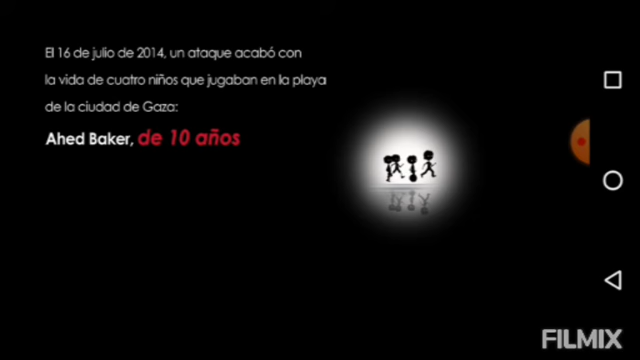 El 16 de julio de 2014, un ataque acabó con
la vida de cuatro niños que jugaban en la playa
de la ciudad de Gaza:
Ahed Baker, de 10 años
FILMIX